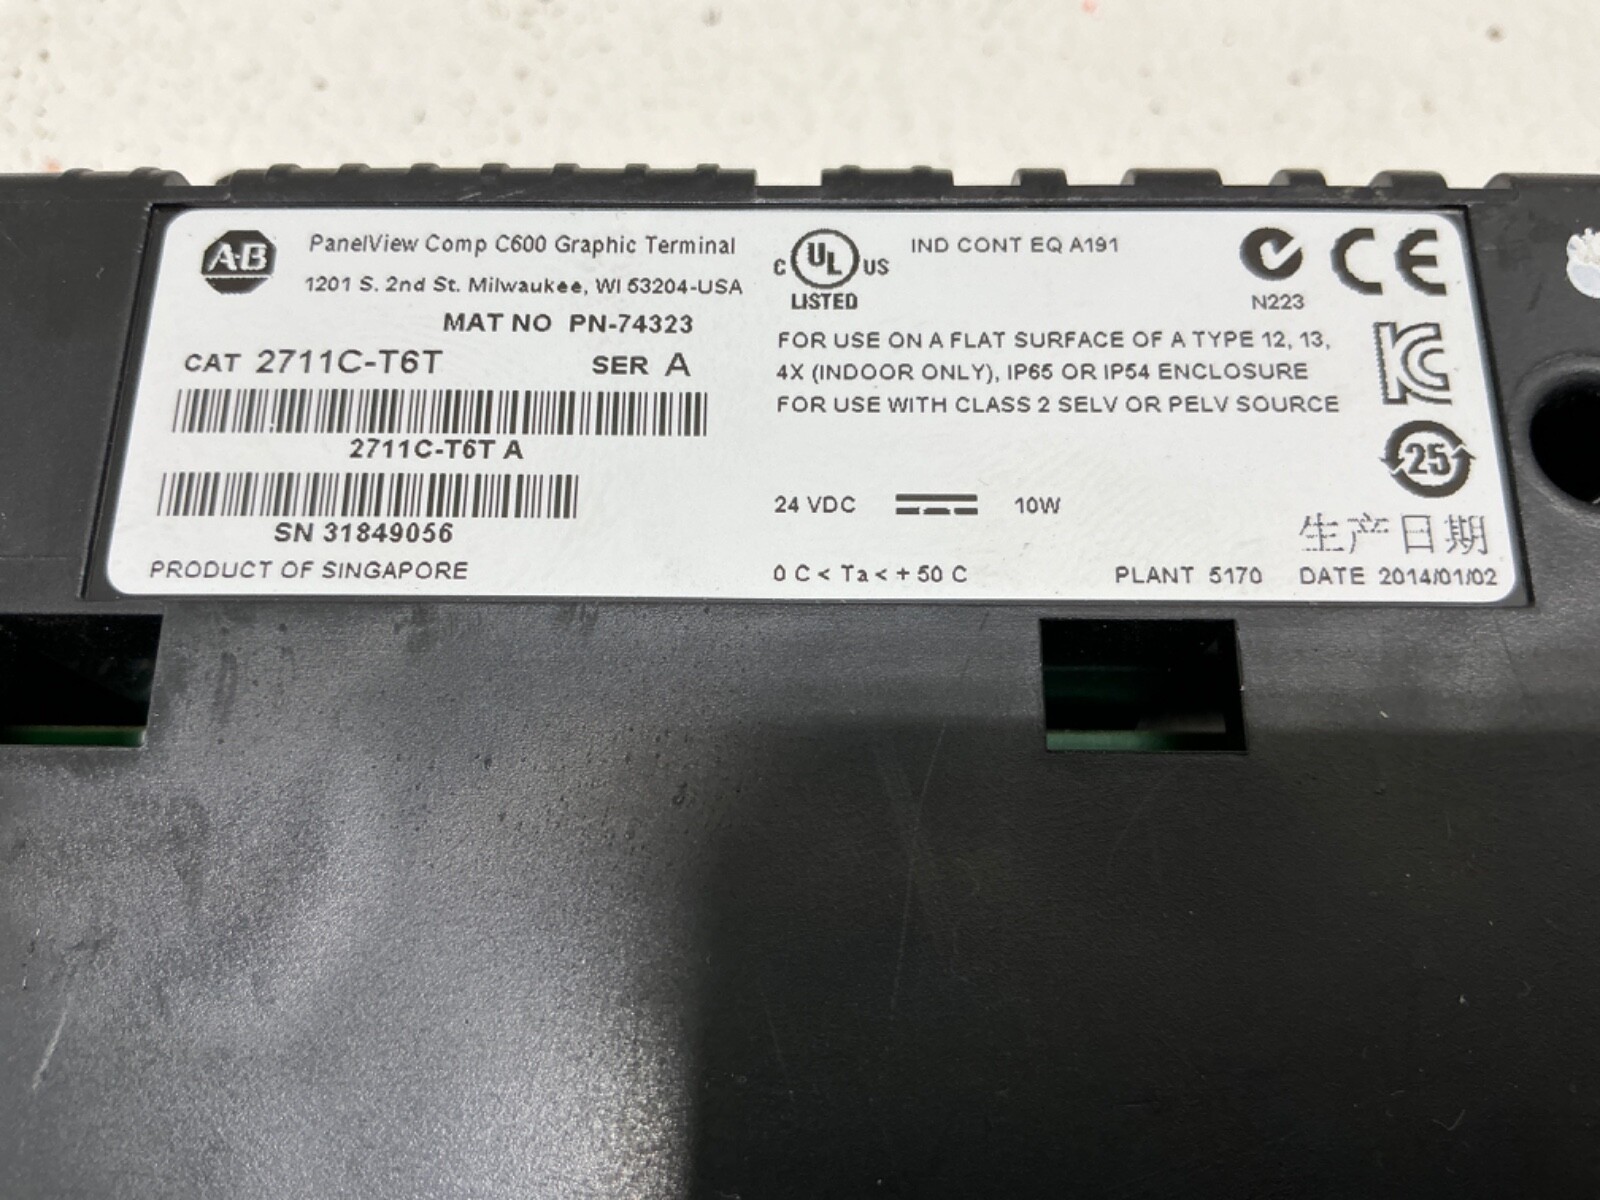 A-B
PanelView Comp C600 Graphic Terminal
1201 S. 2nd St. Milwaukee, WI 53204-USA
MAT NO PN-74323
CAT 2711C-T6T SER A
2711C-T6T A
SN 31849056
PRODUCT OF SINGAPORE
C UL US
LISTED
IND CONT EQ A191
N223
CE
FOR USE ON A FLAT SURFACE OF A TYPE 12, 13,
4X (INDOOR ONLY), IP65 OR IP54 ENCLOSURE
FOR USE WITH CLASS 2 SELV OR PELV SOURCE
KC
25
24 VDC 10W
生产日期
0 C < Ta < + 50 C
PLANT 5170 DATE 2014/01/02